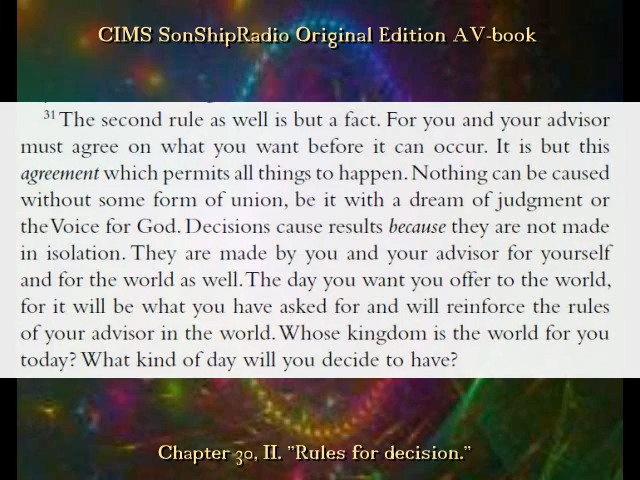 CIMS SonShipRadio Original Edition AV-book
31 The second rule as well is but a fact. For you and your advisor
must agree on what you want before it can occur. It is but this
agreement which permits all things to happen. Nothing can be caused
without some form of union, be it with a dream of judgment or
the Voice for God. Decisions cause results because they are not made
in isolation. They are made by you and your advisor for yourself
and for the world as well. The day you want you offer to the world,
for it will be what you have asked for and will reinforce the rules
of your advisor in the world. Whose kingdom is the world for you
today? What kind of day will you decide to have?
Chapter 30, II. "Rules for decision."